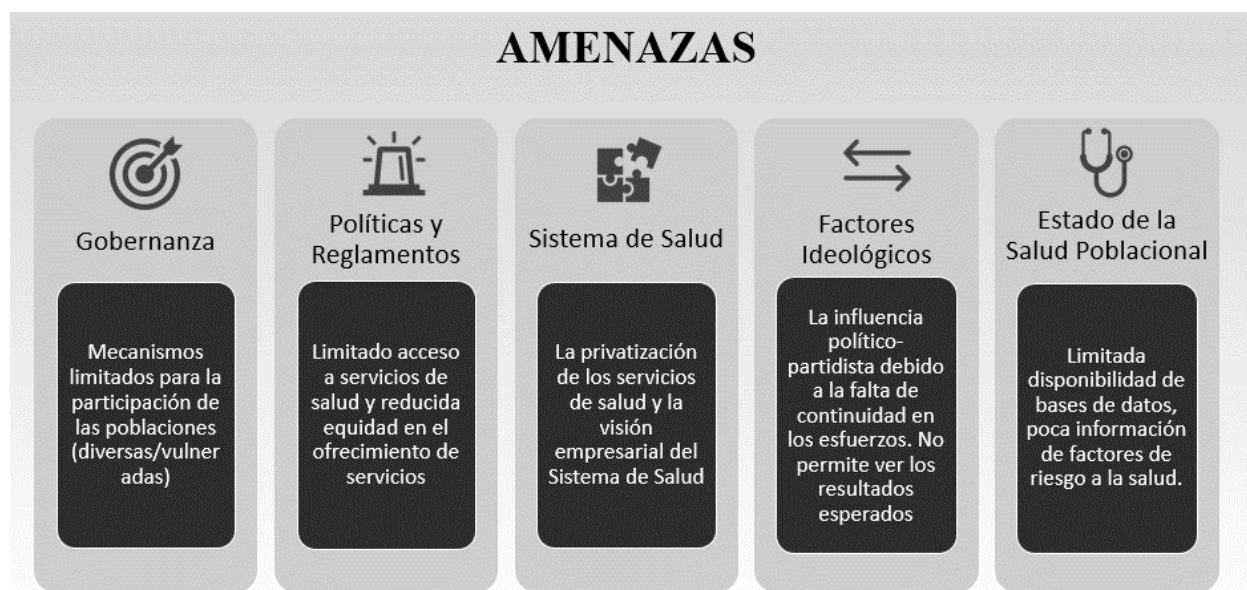 AMENAZAS
Gobernanza
Mecanismos
limitados para la
participación de
las poblaciones
(diversas/vulner
adas)
Políticas y
Reglamentos
Limitado acceso
a servicios de
salud y reducida
equidad en el
ofrecimiento de
servicios
Sistema de Salud
La privatización
de los servicios
de salud y la
visión
empresarial del
Sistema de Salud
Factores
Ideológicos
La influencia
político-
partidista debido
a la falta de
continuidad en
los esfuerzos. No
permite ver los
resultados
esperados
Estado de la
Salud Poblacional
Limitada
disponibilidad de
bases de datos,
poca información
de factores de
riesgo a la salud.